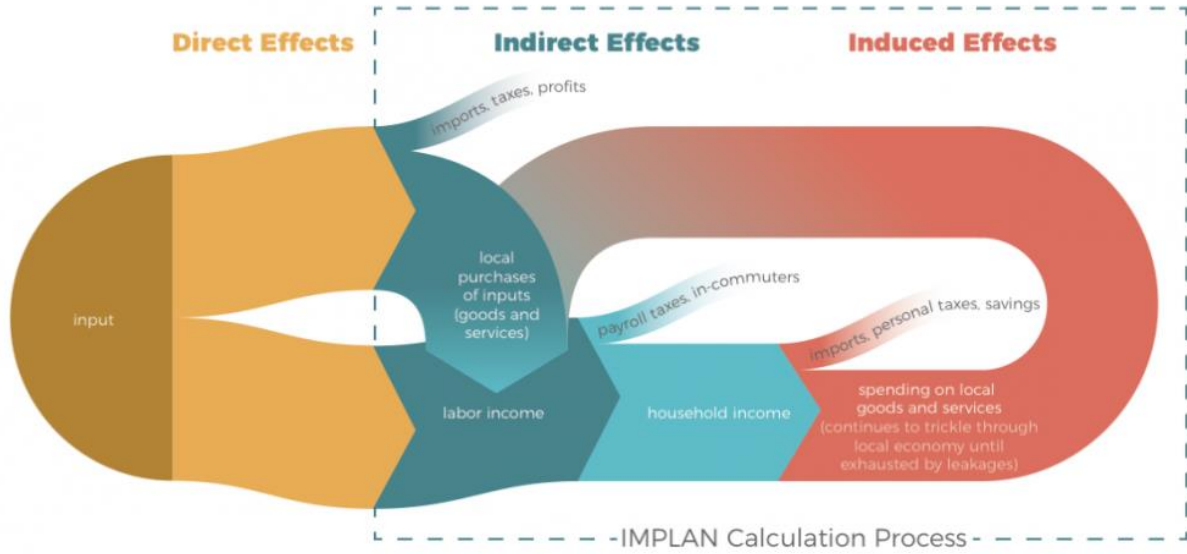 Direct Effects
Indirect Effects
Induced Effects
imports, taxes, profits
local
purchases
of inputs
(goods and
services)
input
payroll taxes, in-commuters
imports, personal taxes, savings
labor income
household income
spending on local
goods and services
(continues to trickle through
local economy until
exhausted by leakages)
IMPLAN Calculation Process